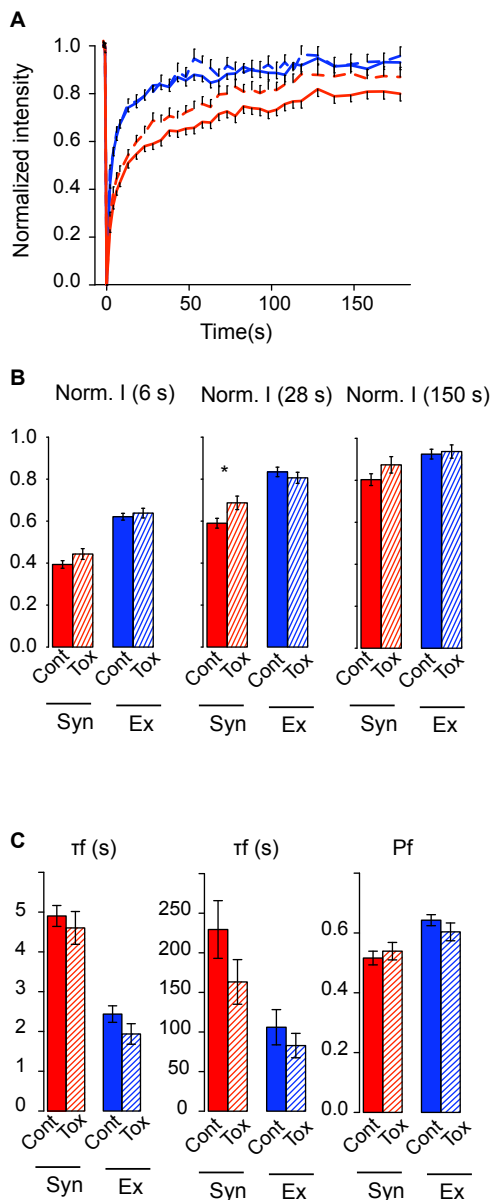 A
Normalized intensity
1.0
0.8
0.6
0.4
0.2
0.0
0 50 100 150
Time(s)
B
Norm. I (6 s) Norm. I (28 s) Norm. I (150 s)
1.0
0.8
0.6
0.4
0.2
0.0
*
Cont Tox Cont Tox Cont Tox Cont Tox Cont Tox Cont Tox
Syn Ex Syn Ex Syn Ex
C
τf (s) τf (s) Pf
5
4
3
2
1
0
250
200
150
100
50
0
0.6
0.4
0.2
0.0
Cont Tox Cont Tox Cont Tox Cont Tox Cont Tox Cont Tox
Syn Ex Syn Ex Syn Ex